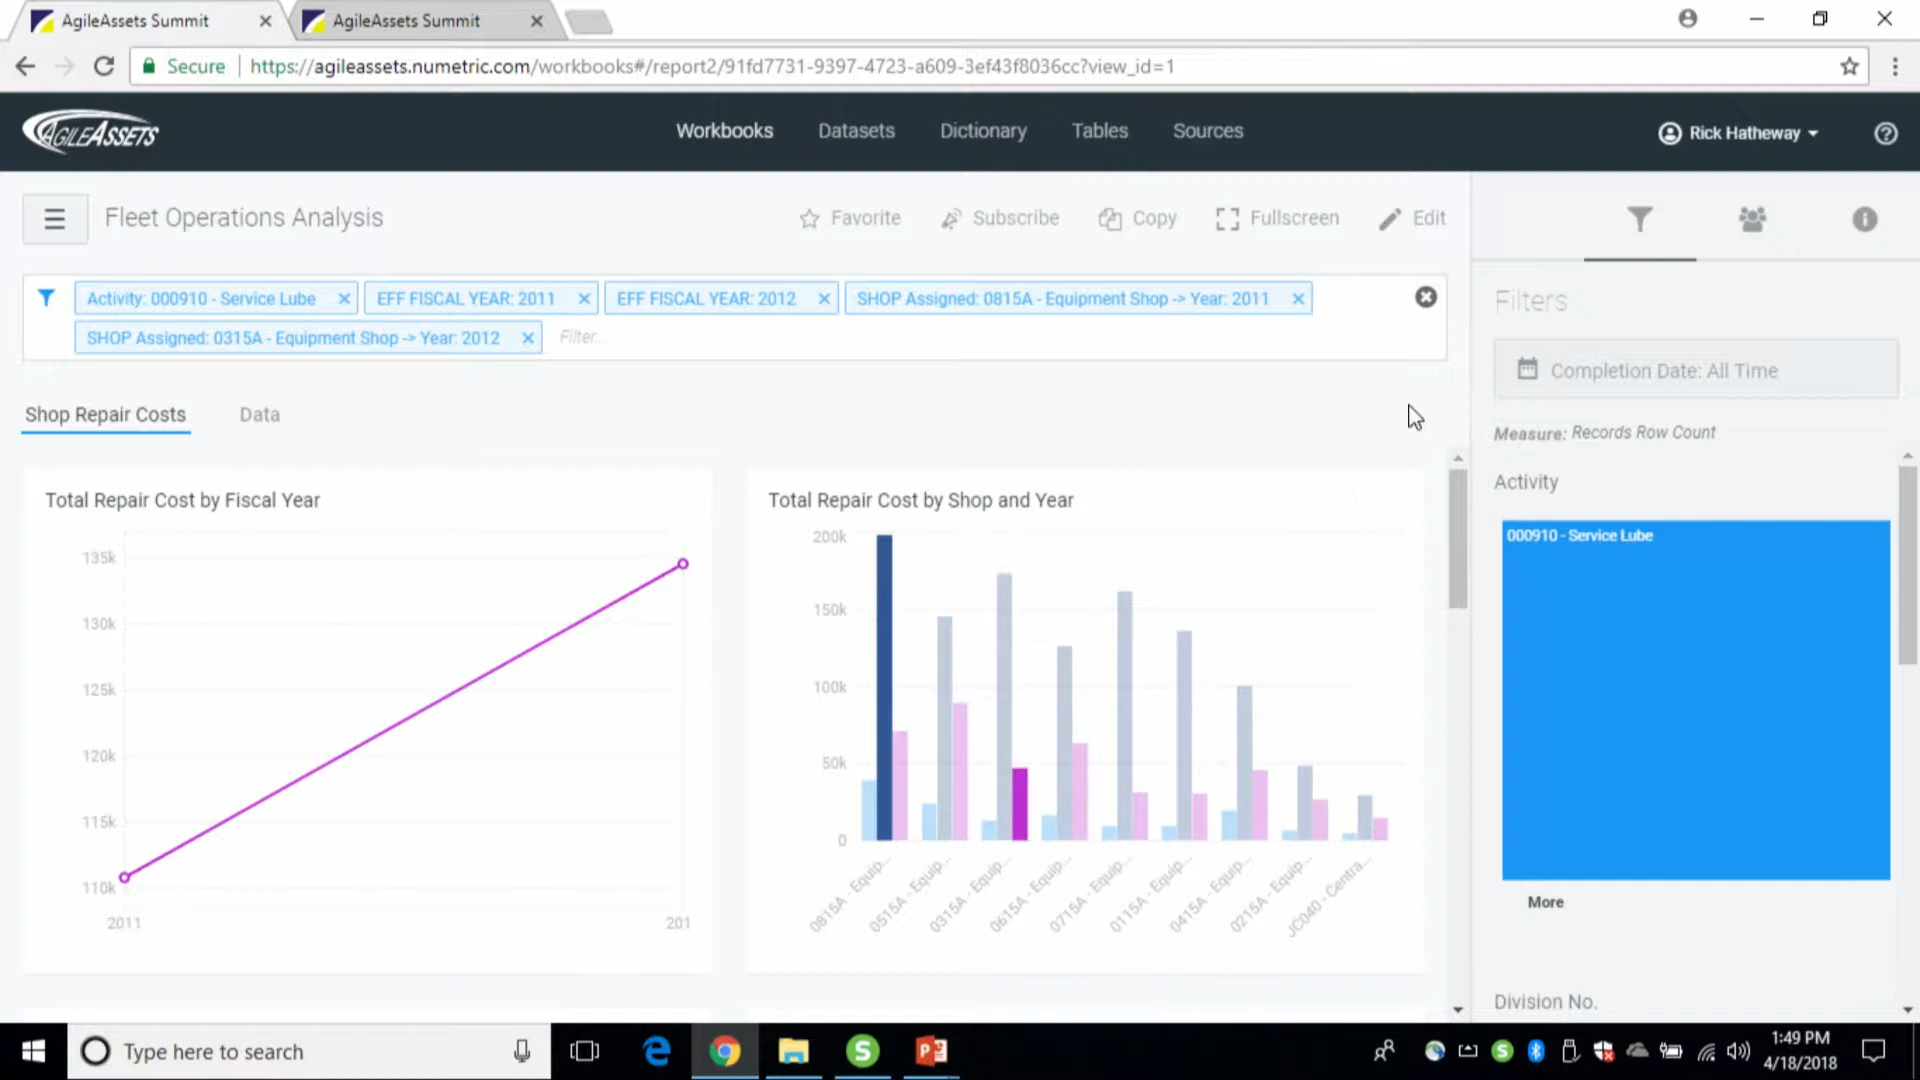 AgileAssets Summit
AgileAssets Summit
Secure
https://agileassets.numetric.com/workbooks#/report2/91fd7731-9397-4723-a609-3ef43f8036cc?view_id=1
AGILEASSETS
Workbooks
Datasets
Dictionary
Tables
Sources
Rick Hatheway
Fleet Operations Analysis
Favorite
Subscribe
Copy
Fullscreen
Edit
Activity: 000910 - Service Lube
EFF FISCAL YEAR: 2011
EFF FISCAL YEAR: 2012
SHOP Assigned: 0815A - Equipment Shop -> Year: 2011
SHOP Assigned: 0315A - Equipment Shop -> Year: 2012
Filter...
Filters
Completion Date: All Time
Measure: Records Row Count
Activity
000910 - Service Lube
More
Division No.
Shop Repair Costs
Data
Total Repair Cost by Fiscal Year
135k
130k
125k
120k
115k
110k
2011
201
Total Repair Cost by Shop and Year
200k
150k
100k
50k
0
0815A - Equip...
0515A - Equip...
0315A - Equip...
0615A - Equip...
0715A - Equip...
0115A - Equip...
0415A - Equip...
0215A - Equip...
JC040 - Centra...
Type here to search
1:49 PM
4/18/2018